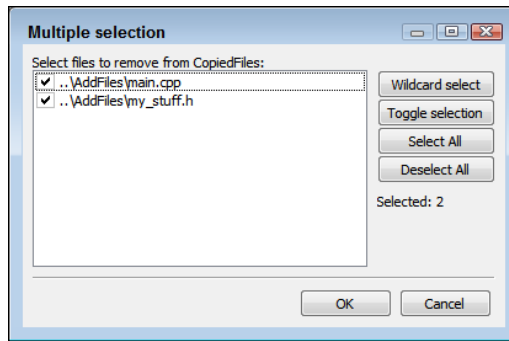 Multiple selection
Select files to remove from CopiedFiles:
..\AddFiles\main.cpp
..\AddFiles\my_stuff.h
Wildcard select
Toggle selection
Select All
Deselect All
Selected: 2
OK
Cancel